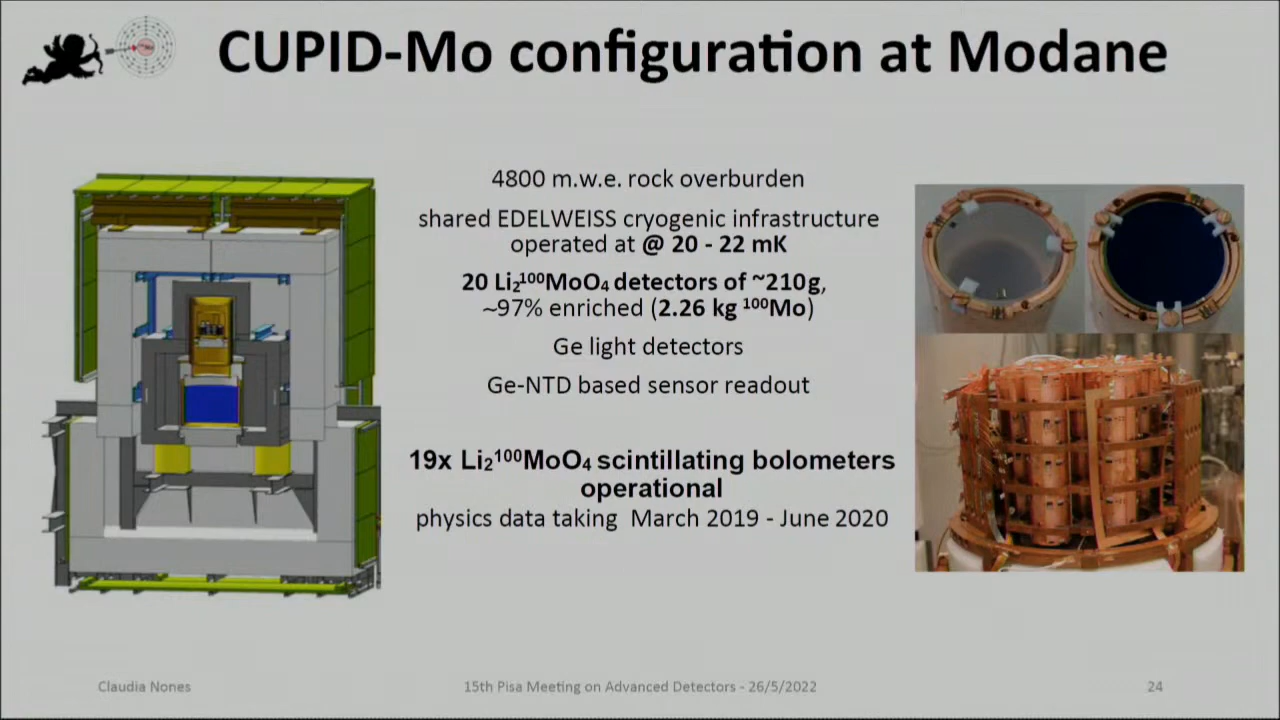 CUPID-Mo configuration at Modane
4800 m.w.e. rock overburden
shared EDELWEISS cryogenic infrastructure
operated at @ 20 - 22 mK
20 Li₂¹⁰⁰MoO₄ detectors of ~210g,
~97% enriched (2.26 kg ¹⁰⁰Mo)
Ge light detectors
Ge-NTD based sensor readout
19x Li₂¹⁰⁰MoO₄ scintillating bolometers
operational
physics data taking March 2019 - June 2020
Claudia Nones
15th Pisa Meeting on Advanced Detectors - 26/5/2022
24